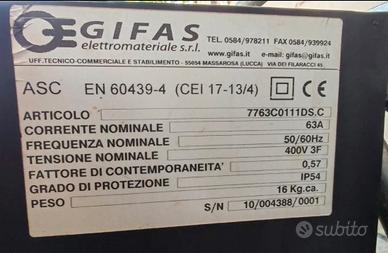 GIFAS
elettromateriale s.r.l.
TEL. 0584/978211 FAX 0584/939924
www.gifas.it
e-mail: gifas@gifas.it
UFF.TECNICO-COMMERCIALE E STABILIMENTO - 55054 MASSAROSA (LUCCA) VIA DEI FILARACCI 45
ASC EN 60439-4 (CEI 17-13/4) CE
ARTICOLO 7763C0111DS.C
CORRENTE NOMINALE 63A
FREQUENZA NOMINALE 50/60Hz
TENSIONE NOMINALE 400V 3F
FATTORE DI CONTEMPORANEITA' 0,57
GRADO DI PROTEZIONE IP54
PESO 16 Kg.ca.
S/N 10/004388/0001
subito